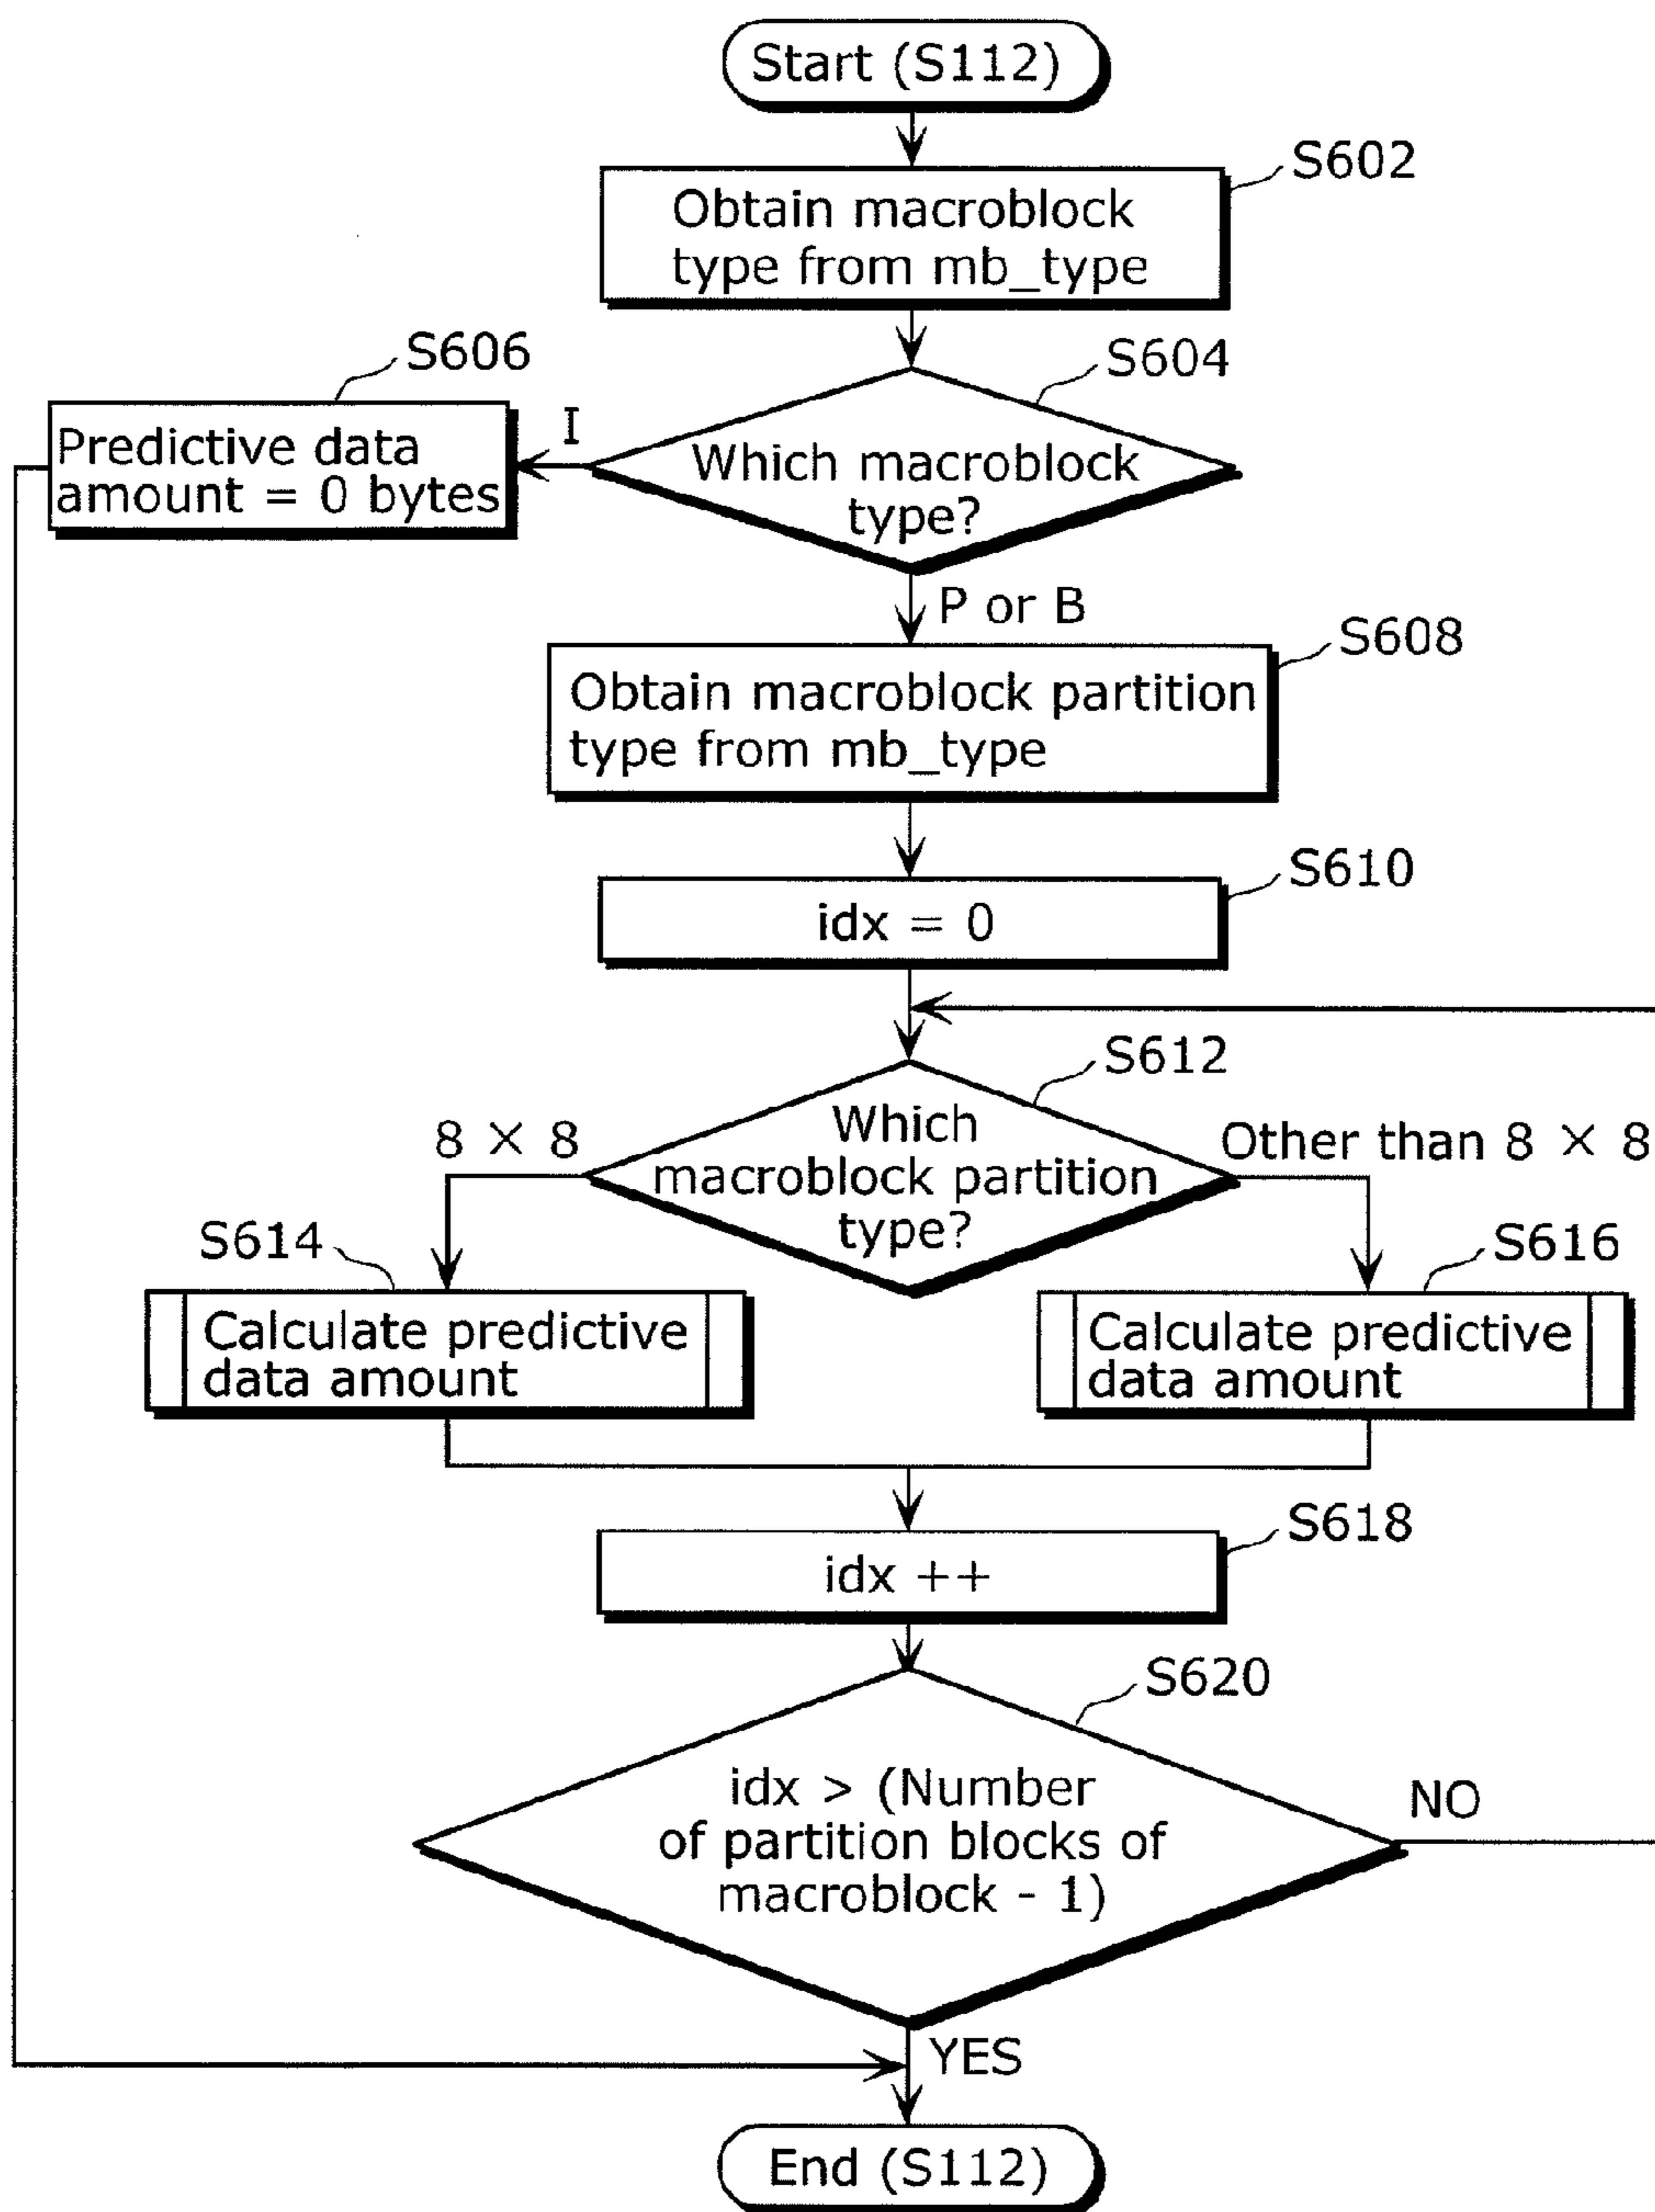 Start (S112)
S602
Obtain macroblock
type from mb_type
S606
S604
Predictive data
amount = 0 bytes
I
Which macroblock
type?
P or B
S608
Obtain macroblock partition
type from mb_type
S610
idx = 0
S612
8 × 8
Which
macroblock partition
type?
Other than 8 × 8
S614
S616
Calculate predictive
data amount
Calculate predictive
data amount
S618
idx ++
S620
idx > (Number
of partition blocks of
macroblock - 1)
NO
YES
End (S112)